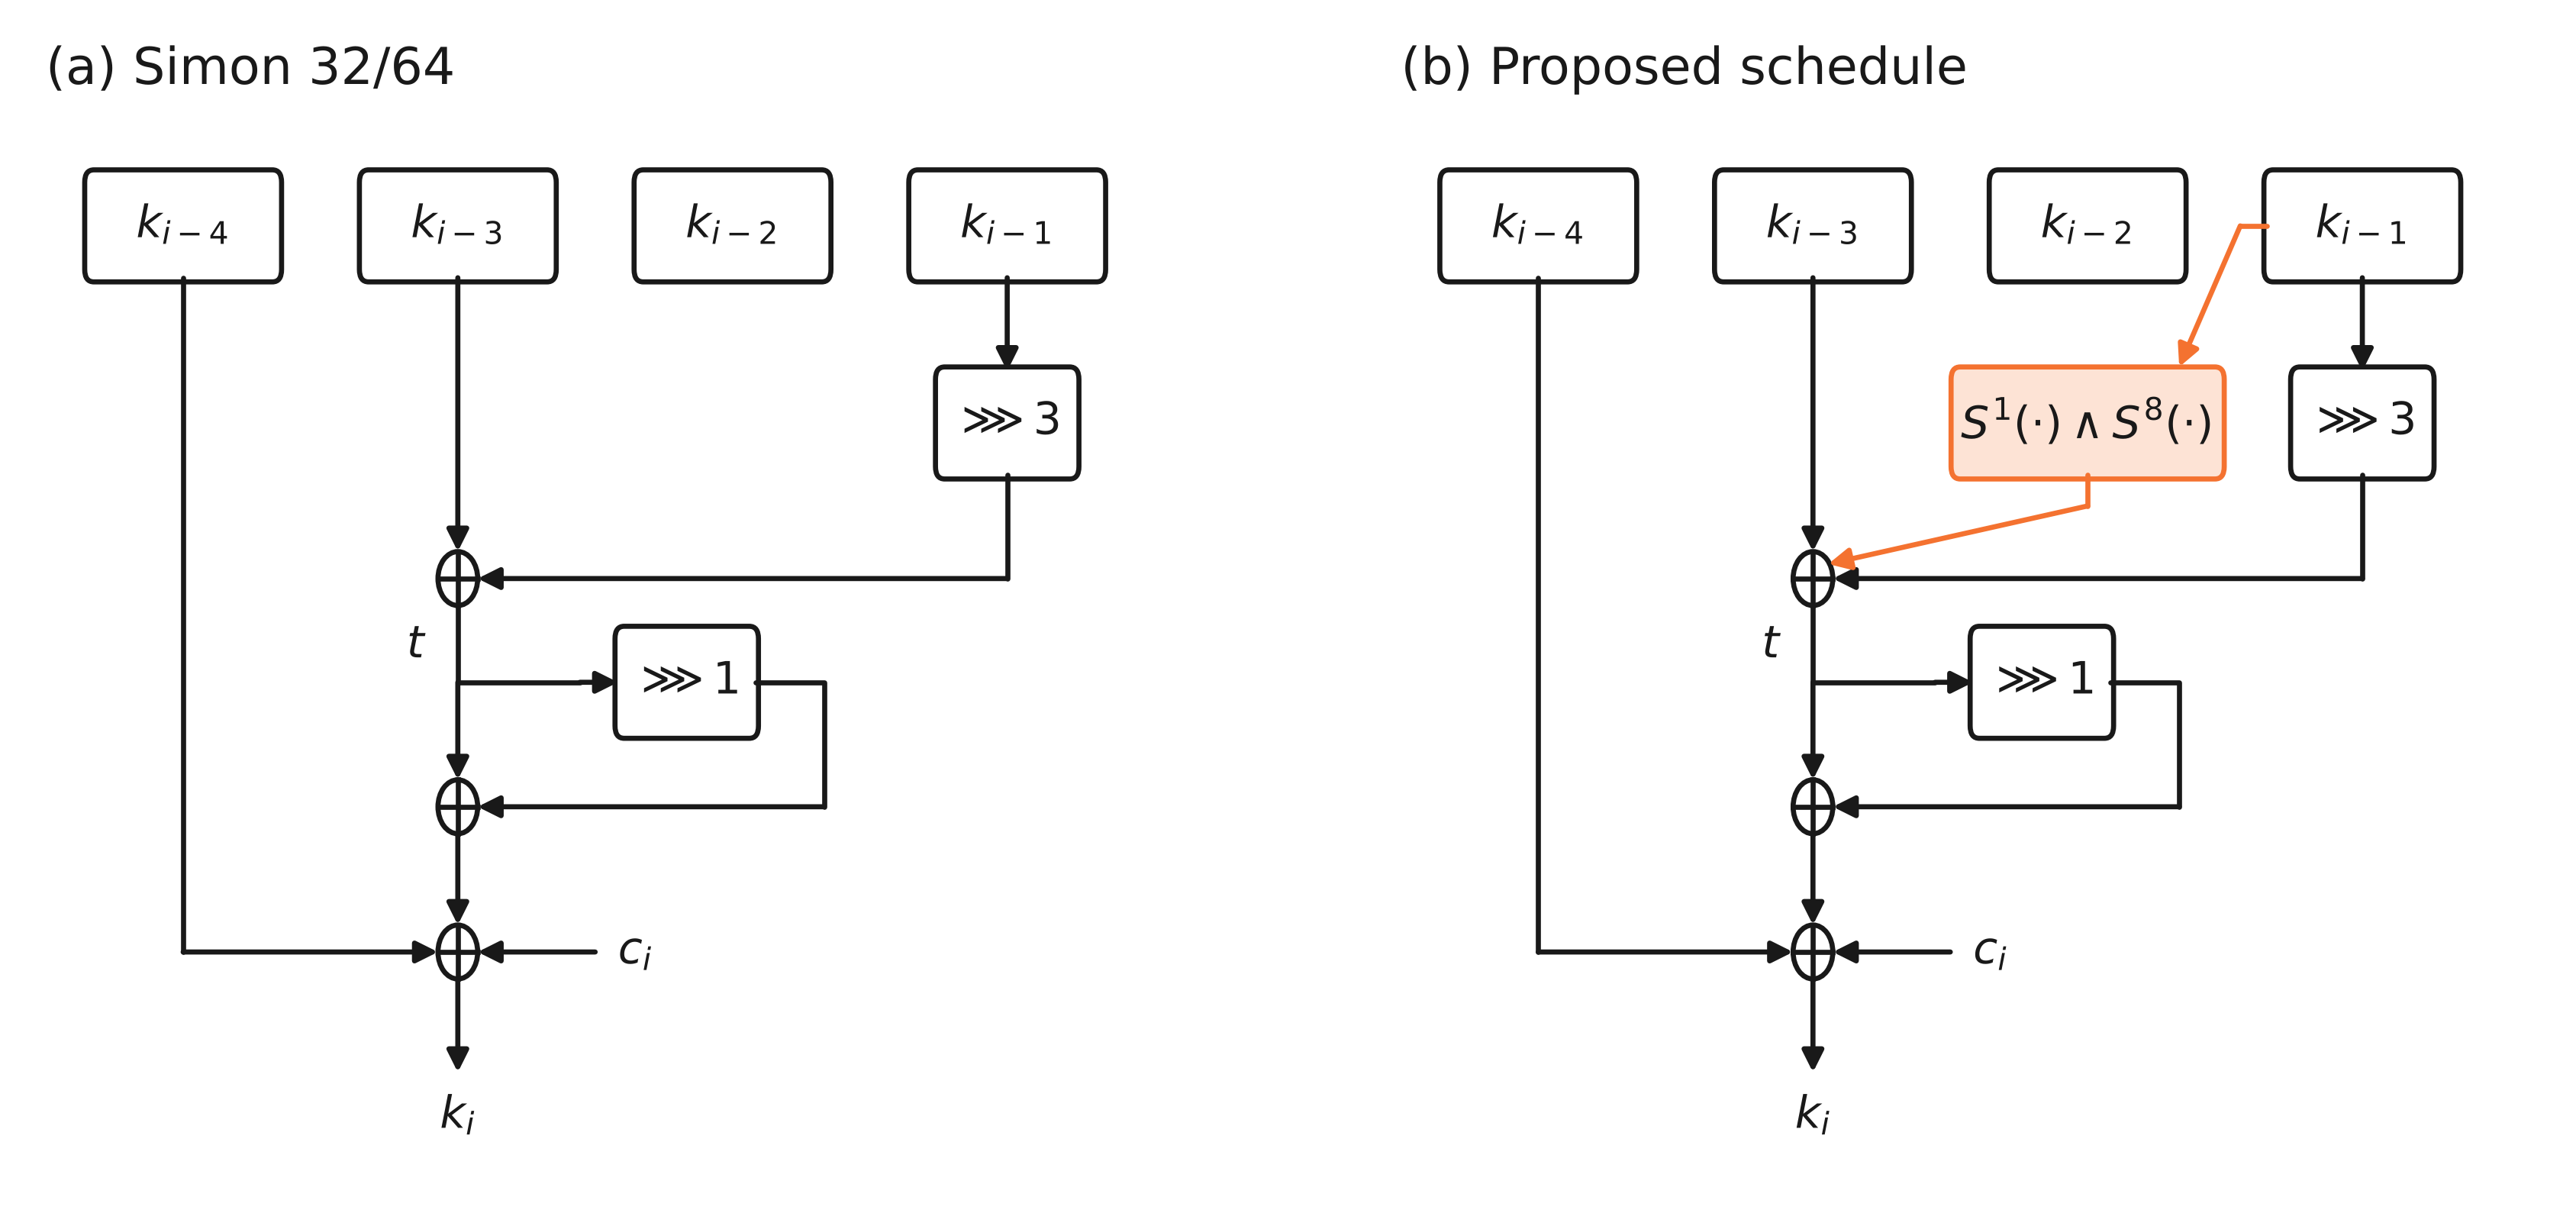 (a) Simon 32/64
k_{i−4} k_{i−3} k_{i−2} k_{i−1}
⋙ 3
t
⋙ 1
c_i
k_i
(b) Proposed schedule
k_{i−4} k_{i−3} k_{i−2} k_{i−1}
S^1(·) ∧ S^8(·) ⋙ 3
t
⋙ 1
c_i
k_i